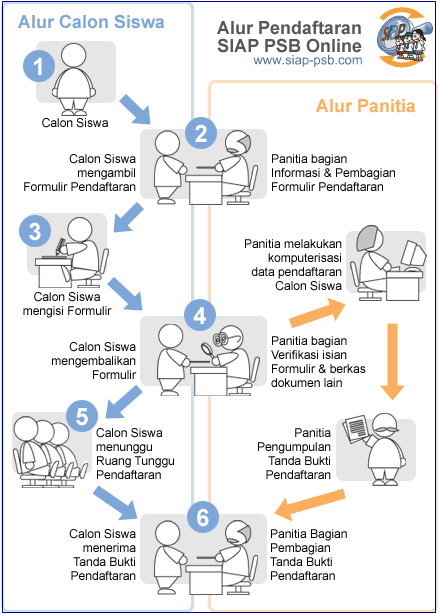 Alur Calon Siswa
Alur Pendaftaran
SIAP PSB Online
www.siap-psb.com
SIAP
Alur Panitia
1
Calon Siswa
2
Calon Siswa
mengambil
Formulir Pendaftaran
Panitia bagian
Informasi & Pembagian
Formulir Pendaftaran
3
Calon Siswa
mengisi Formulir
Panitia melakukan
komputerisasi
data pendaftaran
Calon Siswa
4
Calon Siswa
mengembalikan
Formulir
Panitia bagian
Verifikasi isian
Formulir & berkas
dokumen lain
5
Calon Siswa
menunggu
Ruang Tunggu
Pendaftaran
Panitia
Pengumpulan
Tanda Bukti
Pendaftaran
6
Calon Siswa
menerima
Tanda Bukti
Pendaftaran
Panitia Bagian
Pembagian
Tanda Bukti
Pendaftaran